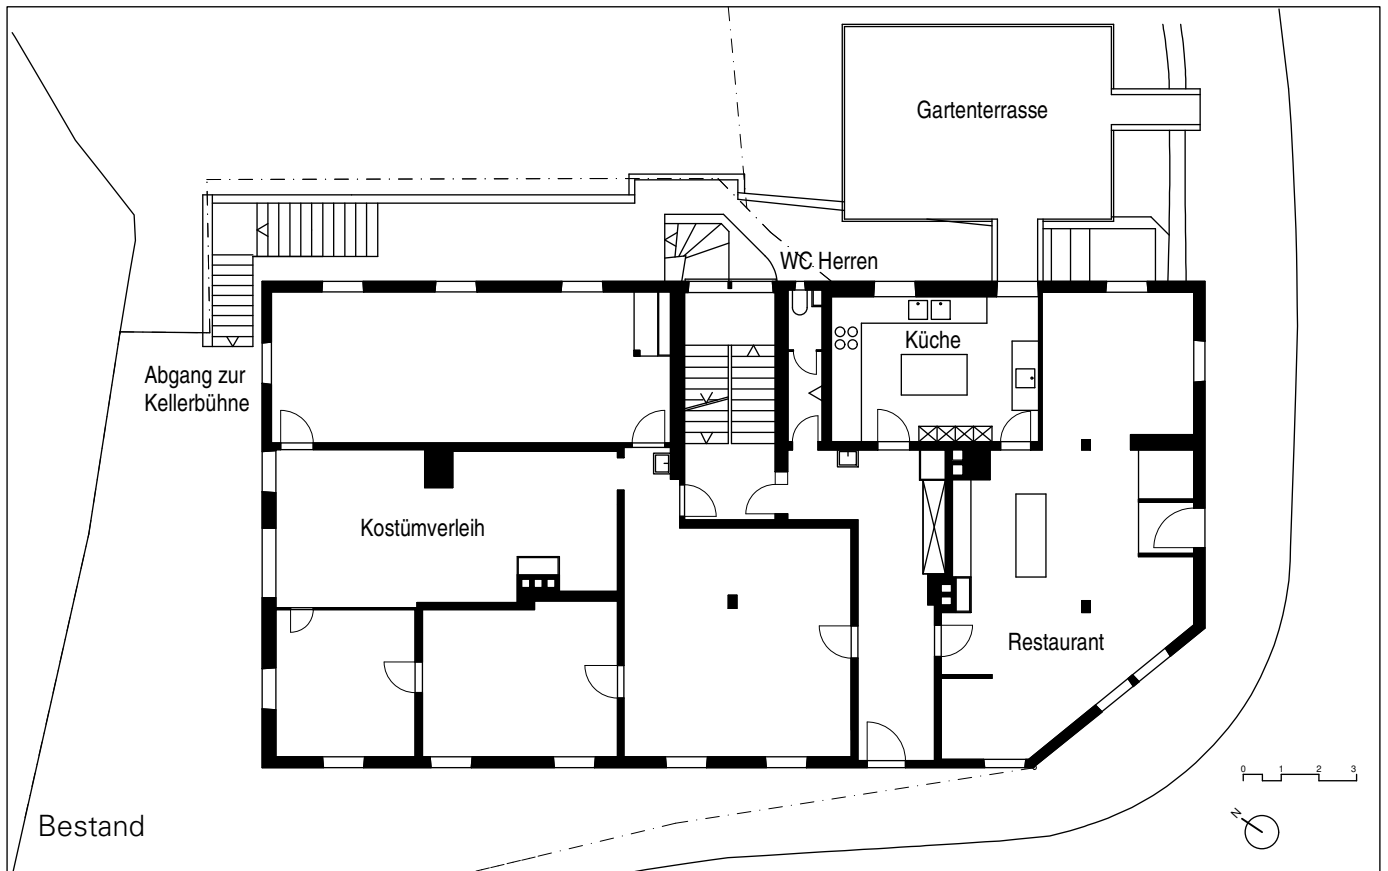 Gartenterrasse
WC Herren
Küche
Abgang zur
Kellerbühne
Kostümverleih
Restaurant
0 1 2 3
N
Bestand